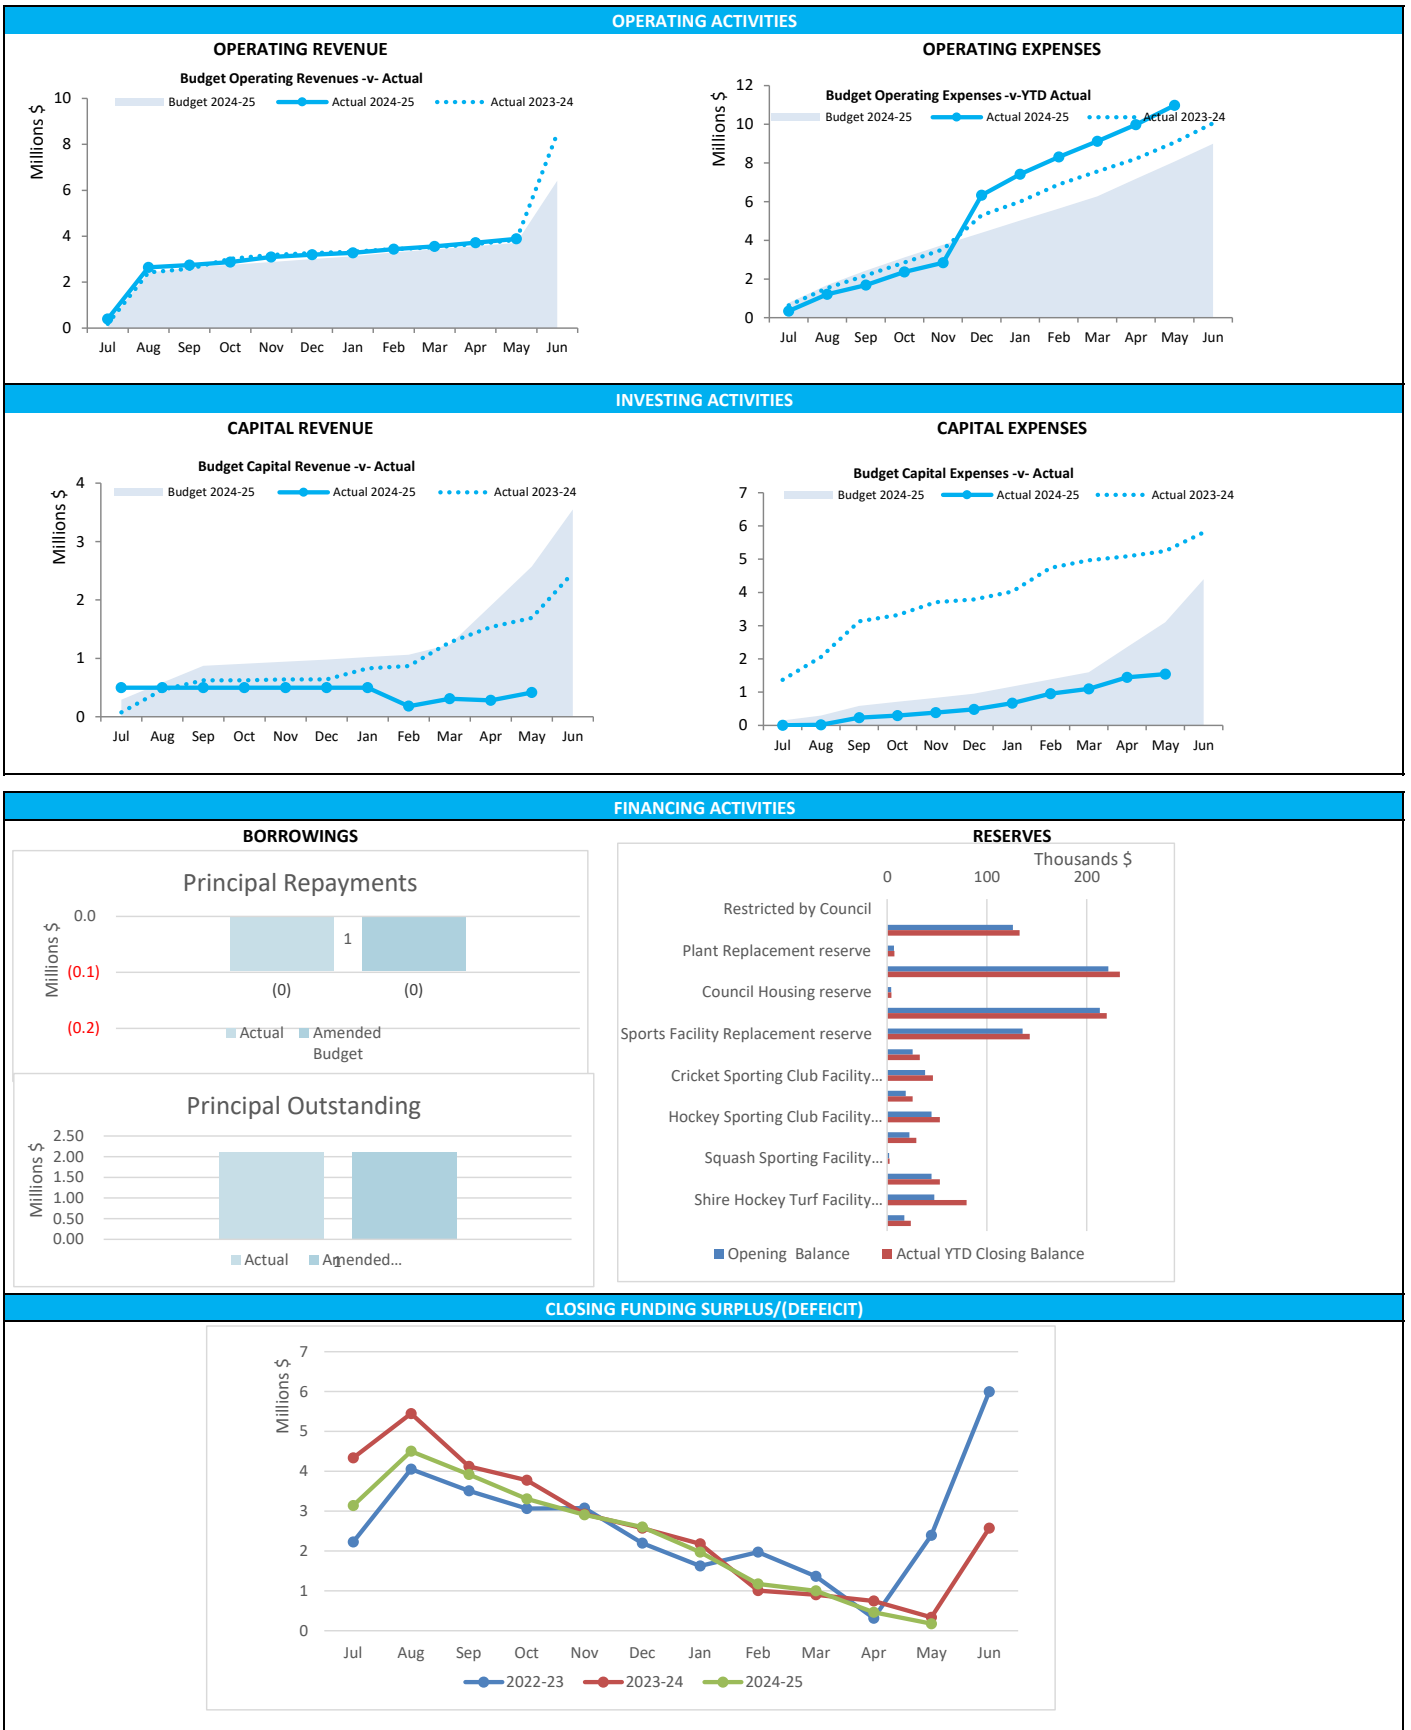 OPERATING ACTIVITIES
OPERATING REVENUE
Budget Operating Revenues -v- Actual
Budget 2024-25 Actual 2024-25 Actual 2023-24
Millions $
10
8
6
4
2
0
Jul Aug Sep Oct Nov Dec Jan Feb Mar Apr May Jun
OPERATING EXPENSES
Budget Operating Expenses -v-YTD Actual
Budget 2024-25 Actual 2024-25 Actual 2023-24
Millions $
12
10
8
6
4
2
0
Jul Aug Sep Oct Nov Dec Jan Feb Mar Apr May Jun
INVESTING ACTIVITIES
CAPITAL REVENUE
Budget Capital Revenue -v- Actual
Budget 2024-25 Actual 2024-25 Actual 2023-24
Millions $
4
3
2
1
0
Jul Aug Sep Oct Nov Dec Jan Feb Mar Apr May Jun
CAPITAL EXPENSES
Budget Capital Expenses -v- Actual
Budget 2024-25 Actual 2024-25 Actual 2023-24
7
6
5
4
3
2
1
0
Jul Aug Sep Oct Nov Dec Jan Feb Mar Apr May Jun
FINANCING ACTIVITIES
BORROWINGS
Principal Repayments
Millions $
0.0
(0.1)
(0.2)
1
(0) (0)
Actual Amended
Budget
Principal Outstanding
Millions $
2.50
2.00
1.50
1.00
0.50
0.00
1
Actual Amended...
RESERVES
Thousands $
0 100 200
Restricted by Council
Plant Replacement reserve
Council Housing reserve
Sports Facility Replacement reserve
Cricket Sporting Club Facility...
Hockey Sporting Club Facility...
Squash Sporting Facility...
Shire Hockey Turf Facility...
Opening Balance Actual YTD Closing Balance
CLOSING FUNDING SURPLUS/(DEFEICIT)
Millions $
7
6
5
4
3
2
1
0
Jul Aug Sep Oct Nov Dec Jan Feb Mar Apr May Jun
2022-23 2023-24 2024-25